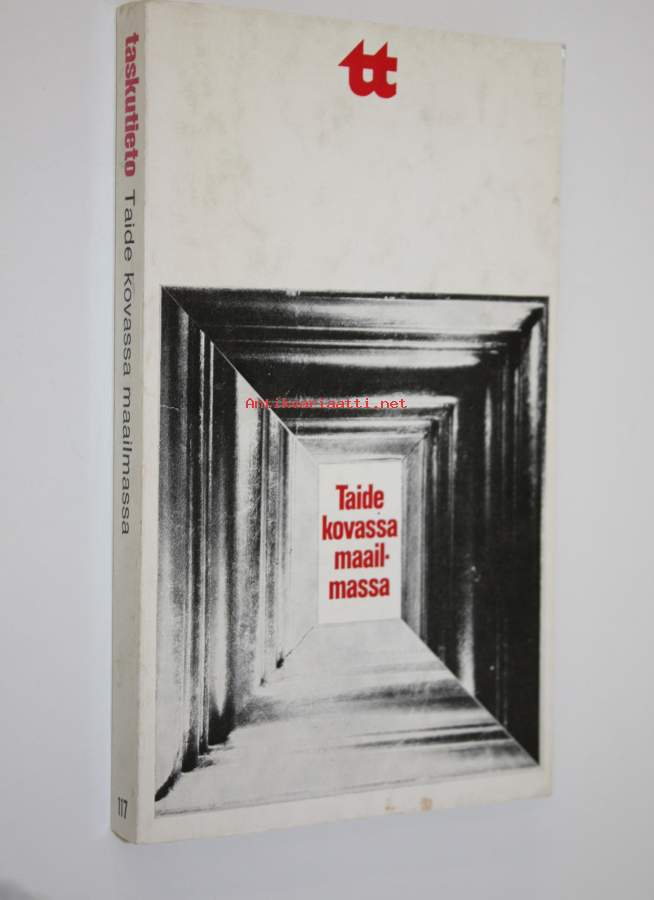 tt
taskutieto Taide kovassa maailmassa
117
Antikvariaatti.net
Taide
kovassa
maail-
massa